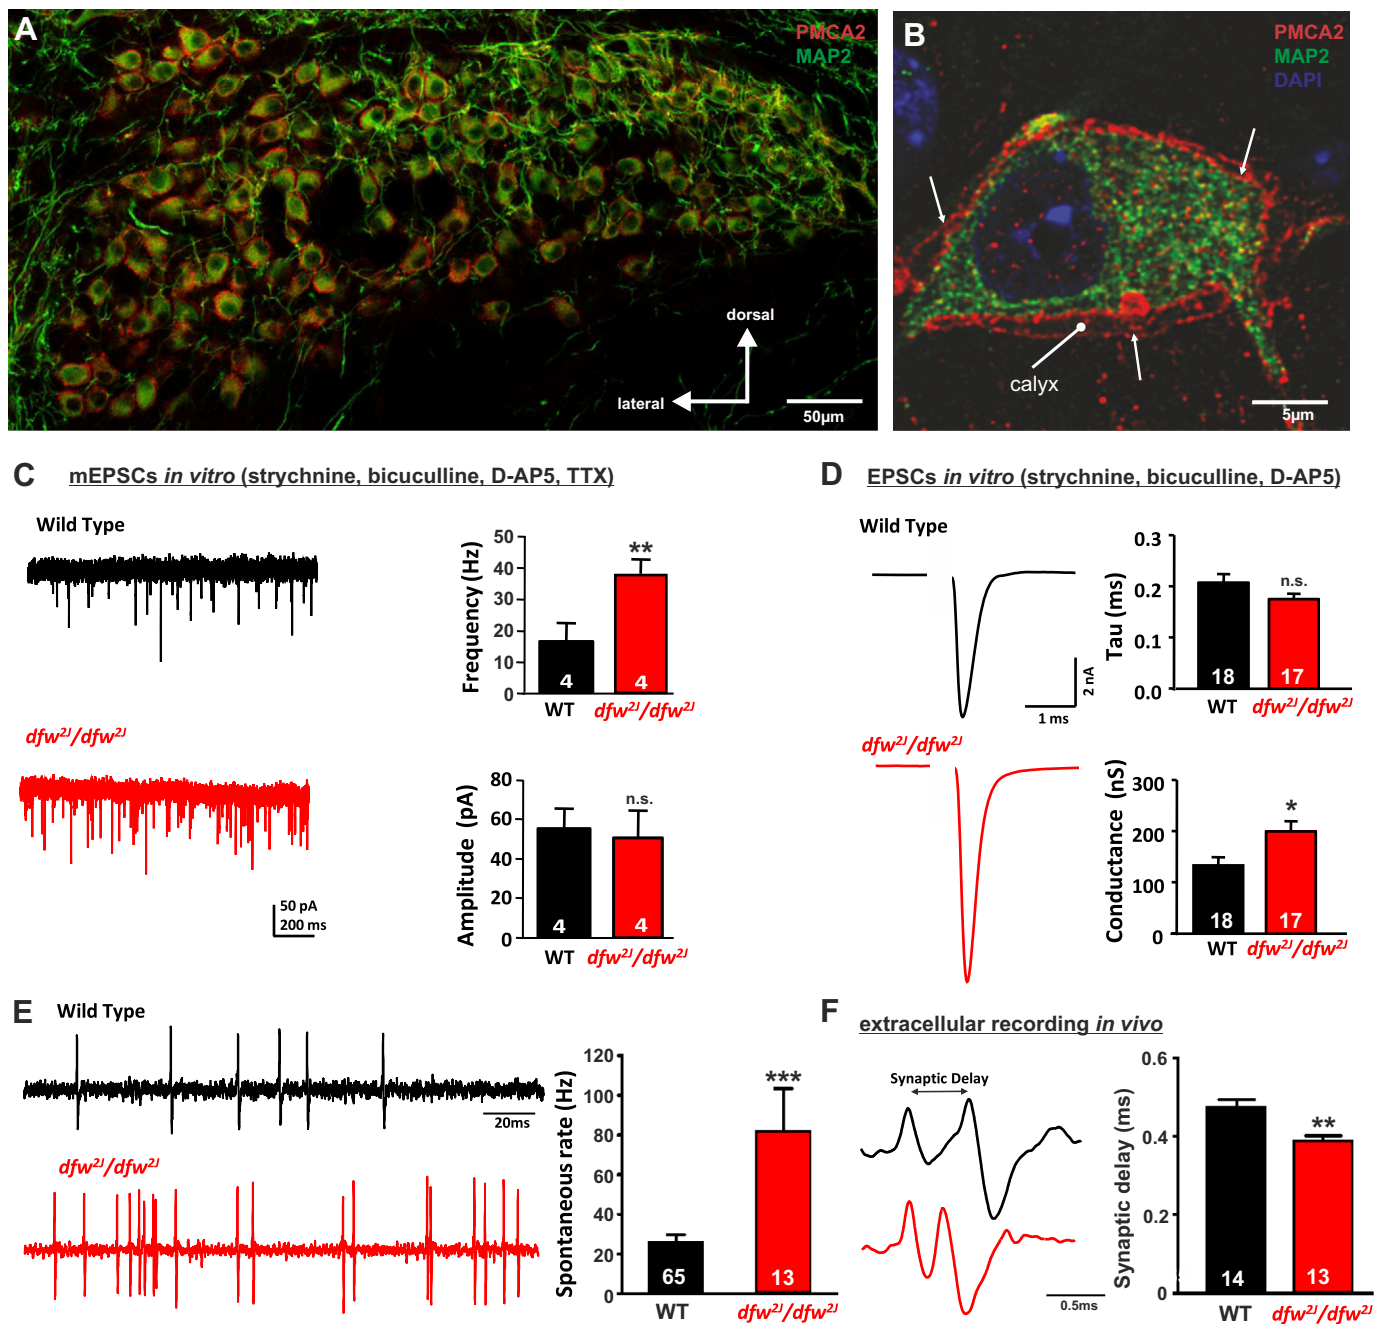 A
PMCA2
MAP2
dorsal
lateral
50µm
B
PMCA2
MAP2
DAPI
calyx
5µm
C mEPSCs in vitro (strychnine, bicuculline, D-AP5, TTX)
Wild Type
dfw2J/dfw2J
50 pA
200 ms
Frequency (Hz)
50
40
30
20
10
0
**
4 4
WT dfw2J/dfw2J
Amplitude (pA)
80
60
40
20
0
n.s.
4 4
WT dfw2J/dfw2J
D EPSCs in vitro (strychnine, bicuculline, D-AP5)
Wild Type
2 nA
1 ms
dfw2J/dfw2J
Tau (ms)
0.3
0.2
0.1
0.0
n.s.
18 17
WT dfw2J/dfw2J
Conductance (nS)
300
200
100
0
*
18 17
WT dfw2J/dfw2J
E
Wild Type
20ms
dfw2J/dfw2J
Spontaneous rate (Hz)
120
100
80
60
40
20
0
***
65 13
WT dfw2J/dfw2J
F extracellular recording in vivo
Synaptic Delay
0.5ms
Synaptic delay (ms)
0.6
0.4
0.2
0
**
14 13
WT dfw2J/dfw2J